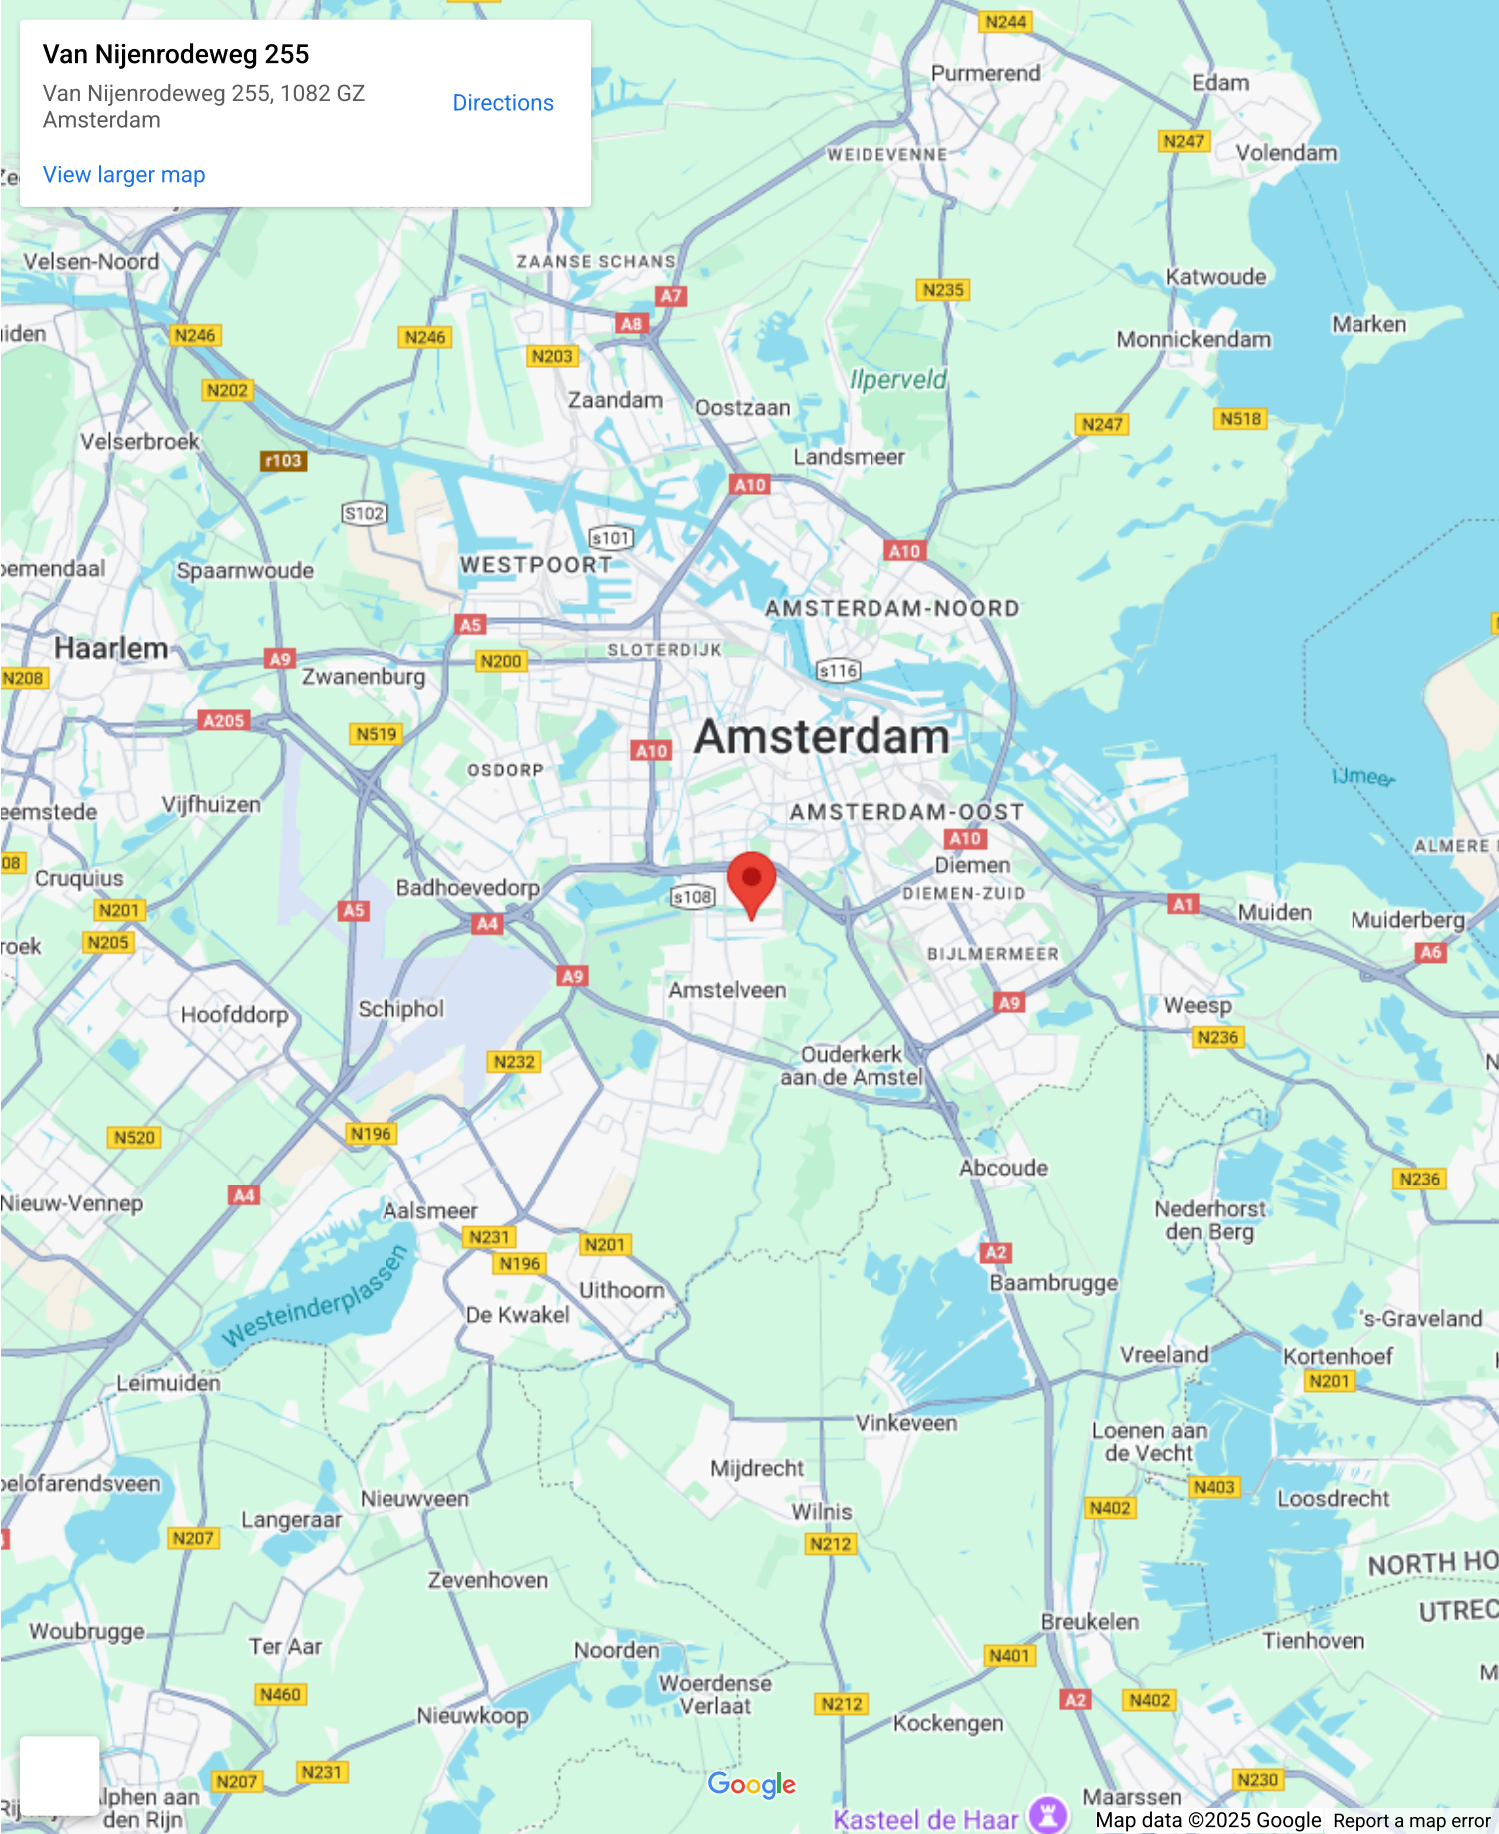 Van Nijenrodeweg 255
Van Nijenrodeweg 255, 1082 GZ
Amsterdam
Directions
View larger map
N244
Purmerend
Edam
N247
Volendam
WEIDEVENNE
Velsen-Noord
ZAANSE SCHANS
Katwoude
N235
A7
A8
Marken
N246
N246
Monnickendam
N203
Ilperveld
N202
Zaandam
Oostzaan
N247
N518
Velserbroek
r103
Landsmeer
A10
S102
s101
A10
WESTPOORT
Spaarnwoude
AMSTERDAM-NOORD
A5
Haarlem
SLOTERDIJK
A9
N200
s116
N208
Zwanenburg
A205
N519
Amsterdam
A10
OSDORP
IJmeer
Vijfhuizen
AMSTERDAM-OOST
A10
ALMERE
Diemen
Cruquius
Badhoevedorp
s108
DIEMEN-ZUID
N201
A5
A4
A1
Muiden
Muiderberg
N205
BIJLMERMEER
A6
A9
Amstelveen
A9
Schiphol
Hoofddorp
Weesp
N236
Ouderkerk
aan de Amstel
N232
N520
N196
Abcoude
N236
A4
Nieuw-Vennep
Aalsmeer
Nederhorst
den Berg
N231
N201
A2
N196
Westeinderplassen
Uithoorn
Baambrugge
De Kwakel
's-Graveland
Vreeland
Kortenhoef
Leimuiden
N201
Vinkeveen
Loenen aan
de Vecht
Mijdrecht
N403
Nieuwveen
Loosdrecht
N402
Langeraar
Wilnis
N207
N212
NORTH HO
Zevenhoven
UTREC
Breukelen
Woubrugge
Ter Aar
Noorden
Tienhoven
N401
Woerdense
Verlaat
N460
A2
N402
N212
Nieuwkoop
Kockengen
N231
N207
N230
Google
Maarssen
lphen aan
den Rijn
Kasteel de Haar
Map data ©2025 Google
Report a map error